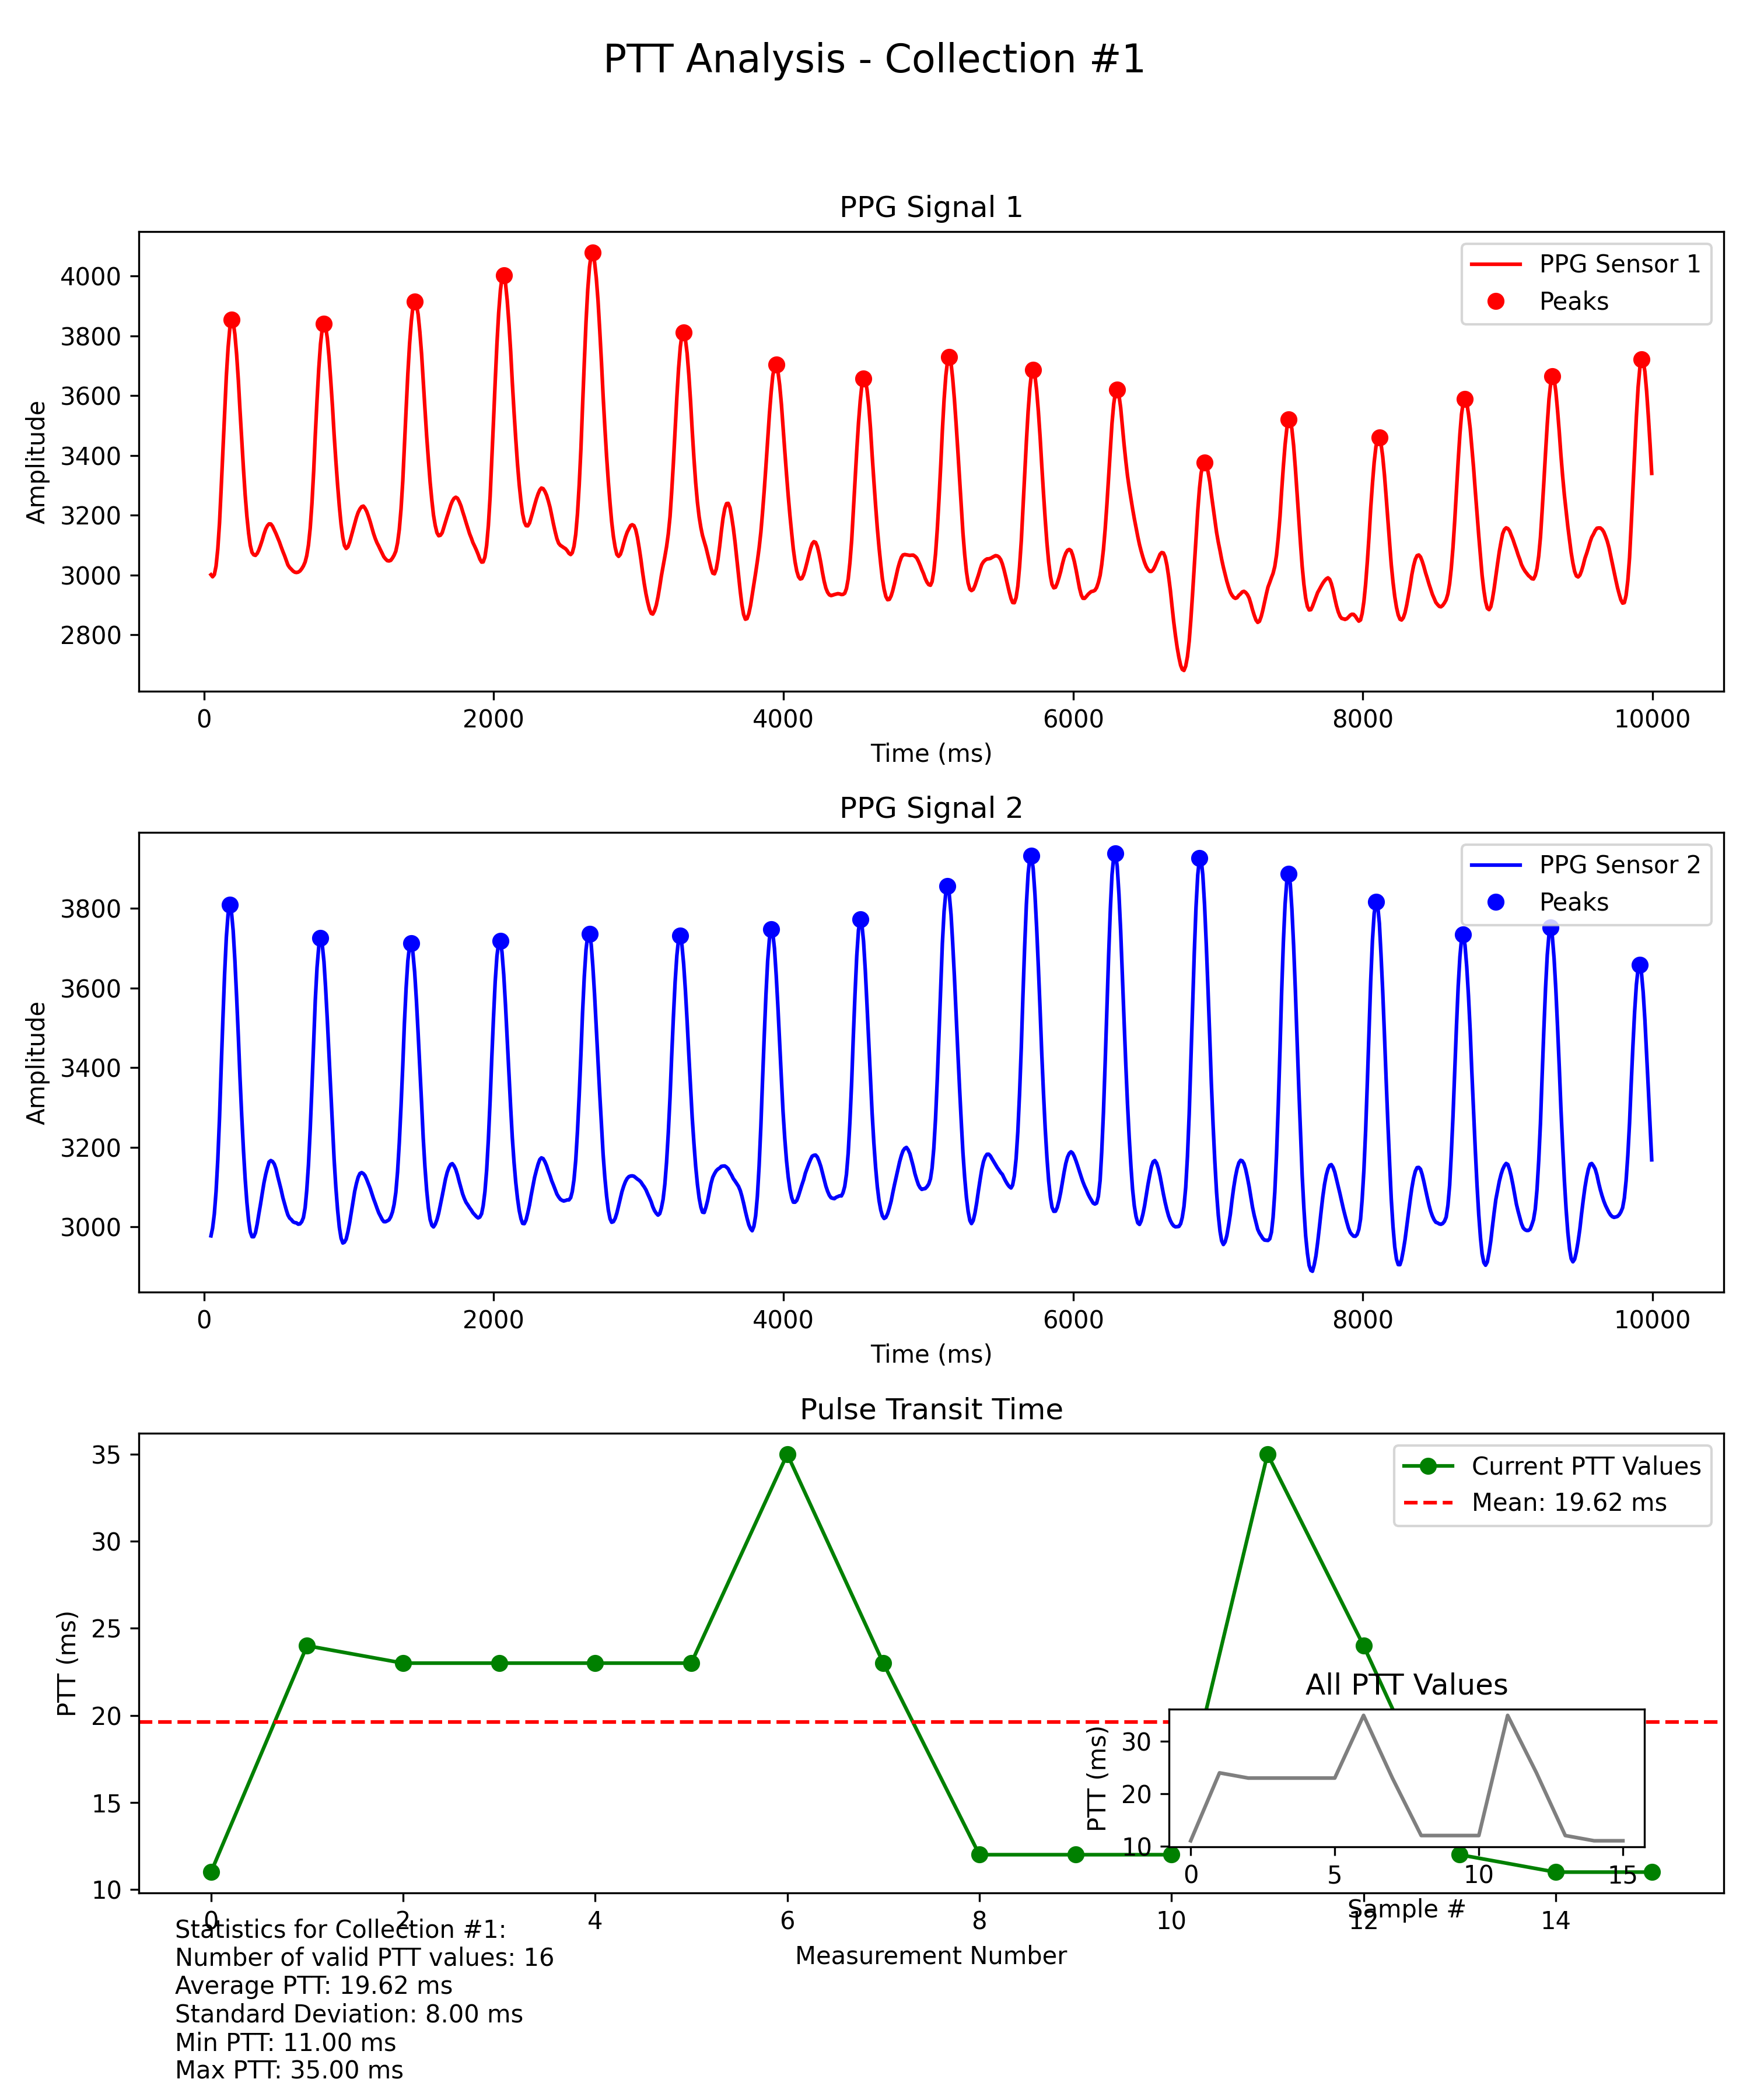 PTT Analysis - Collection #1
PPG Signal 1
4000
3800
3600
3400
3200
3000
2800
Amplitude
PPG Sensor 1
Peaks
0 2000 4000 6000 8000 10000
Time (ms)
PPG Signal 2
3800
3600
3400
3200
3000
Amplitude
PPG Sensor 2
Peaks
0 2000 4000 6000 8000 10000
Time (ms)
Pulse Transit Time
35
30
25
20
15
10
PTT (ms)
Current PTT Values
Mean: 19.62 ms
All PTT Values
30
20
10
PTT (ms)
0 5 10 15
Sample #
0 2 4 6 8 10 12 14
Measurement Number
Statistics for Collection #1:
Number of valid PTT values: 16
Average PTT: 19.62 ms
Standard Deviation: 8.00 ms
Min PTT: 11.00 ms
Max PTT: 35.00 ms